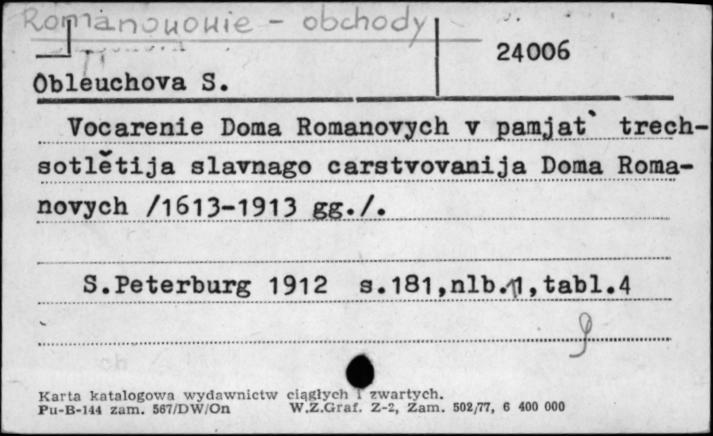 Romanowowie - obchody
24006
Obleuchova S.
Vocarenie Doma Romanovych v pamjat` trech-
sotlětija slavnago carstvovanija Doma Roma-
novych /1613-1913 gg./.
S.Peterburg 1912 s.181,nlb.1,tabl.4
Karta katalogowa wydawnictw ciągłych i zwartych.
Pu-B-144 zam. 567/DW/On W.Z.Graf. Z-2, Zam. 502/77, 6 400 000